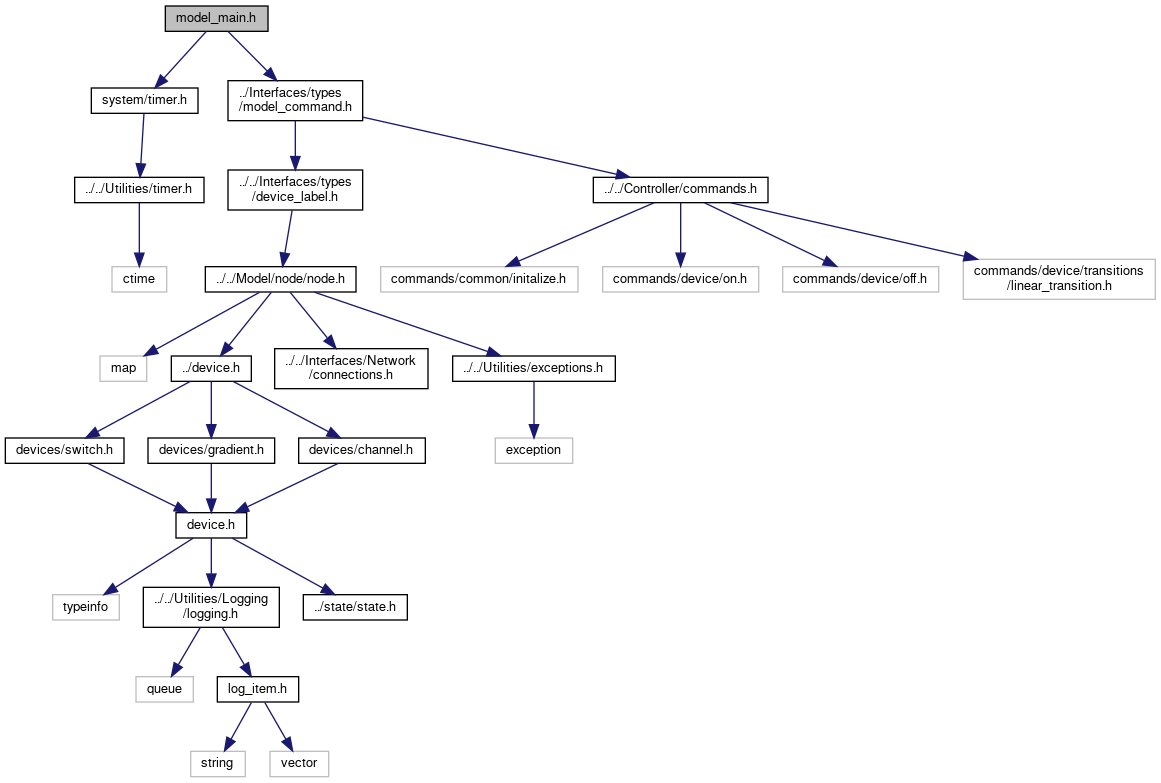 model_main.h
system/timer.h
../Interfaces/types
/model_command.h
../../Utilities/timer.h
../../Interfaces/types
/device_label.h
../../Controller/commands.h
ctime
../../Model/node/node.h
commands/common/initalize.h
commands/device/on.h
commands/device/off.h
commands/device/transitions
/linear_transition.h
map
../device.h
../../Interfaces/Network
/connections.h
../../Utilities/exceptions.h
devices/switch.h
devices/gradient.h
devices/channel.h
exception
device.h
typeinfo
../../Utilities/Logging
/logging.h
../state/state.h
queue
log_item.h
string
vector